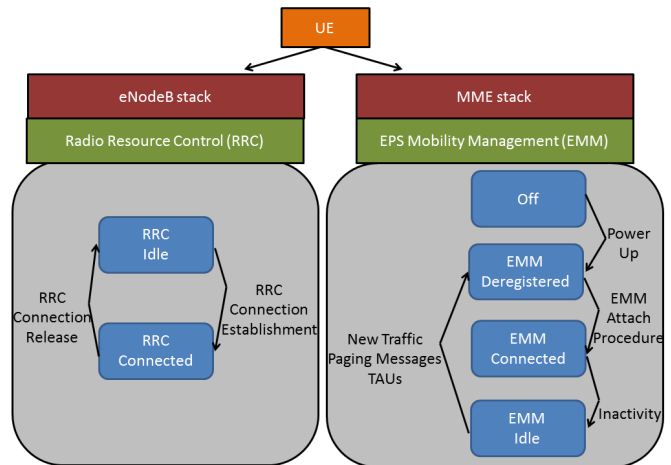 UE
eNodeB stack
Radio Resource Control (RRC)
RRC
Idle
RRC
Connection
Release
RRC
Connection
Establishment
RRC
Connected
MME stack
EPS Mobility Management (EMM)
Off
Power
Up
EMM
Deregistered
EMM
Attach
Procedure
New Traffic
Paging Messages
TAUs
EMM
Connected
Inactivity
EMM
Idle